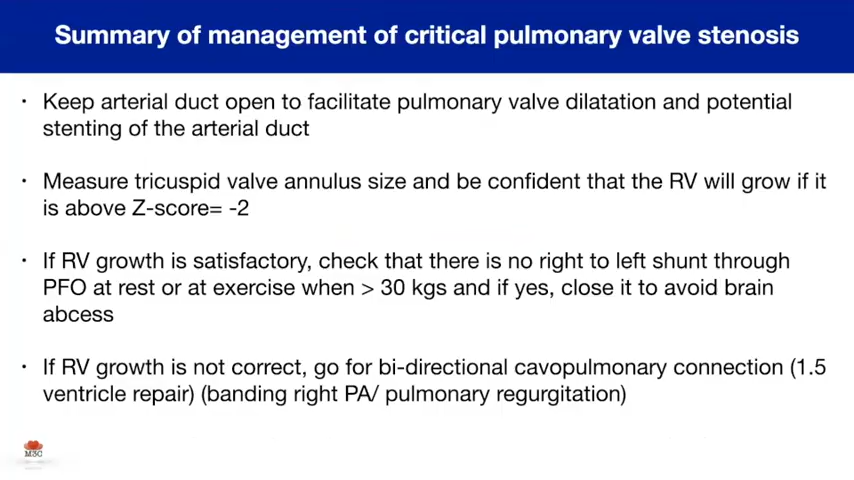 Summary of management of critical pulmonary valve stenosis
· Keep arterial duct open to facilitate pulmonary valve dilatation and potential
stenting of the arterial duct
· Measure tricuspid valve annulus size and be confident that the RV will grow if it
is above Z-score= -2
· If RV growth is satisfactory, check that there is no right to left shunt through
PFO at rest or at exercise when > 30 kgs and if yes, close it to avoid brain
abcess
· If RV growth is not correct, go for bi-directional cavopulmonary connection (1.5
ventricle repair) (banding right PA/ pulmonary regurgitation)
M3C